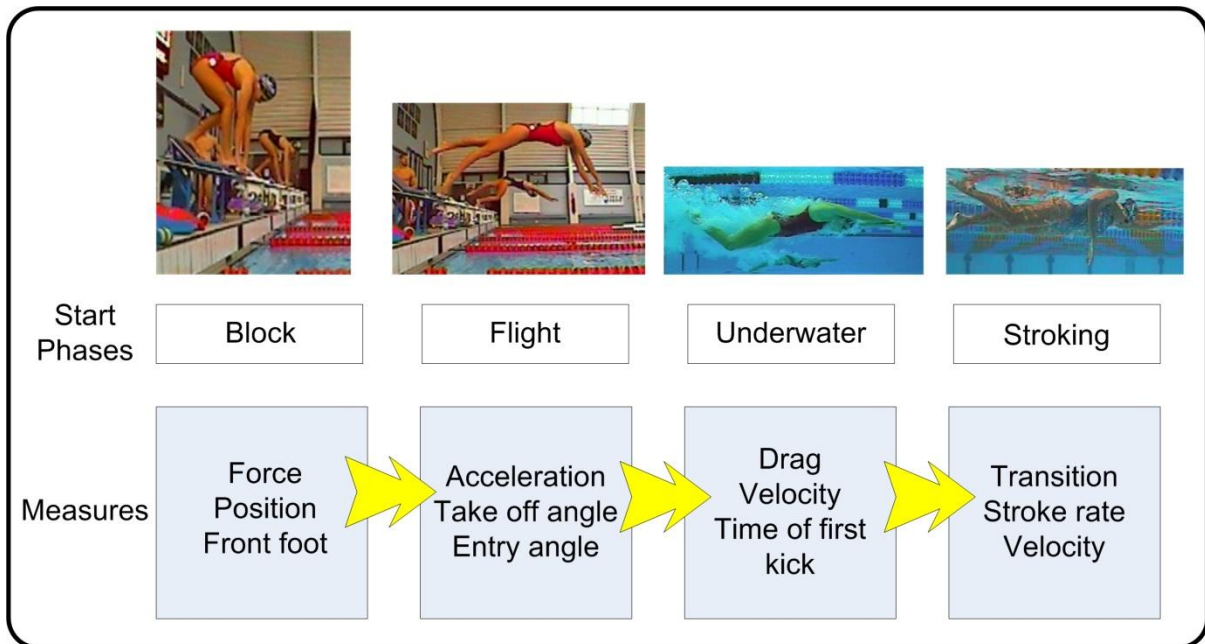 Start
Phases
Block
Flight
Underwater
Stroking
Measures
Force
Position
Front foot
Acceleration
Take off angle
Entry angle
Drag
Velocity
Time of first
kick
Transition
Stroke rate
Velocity